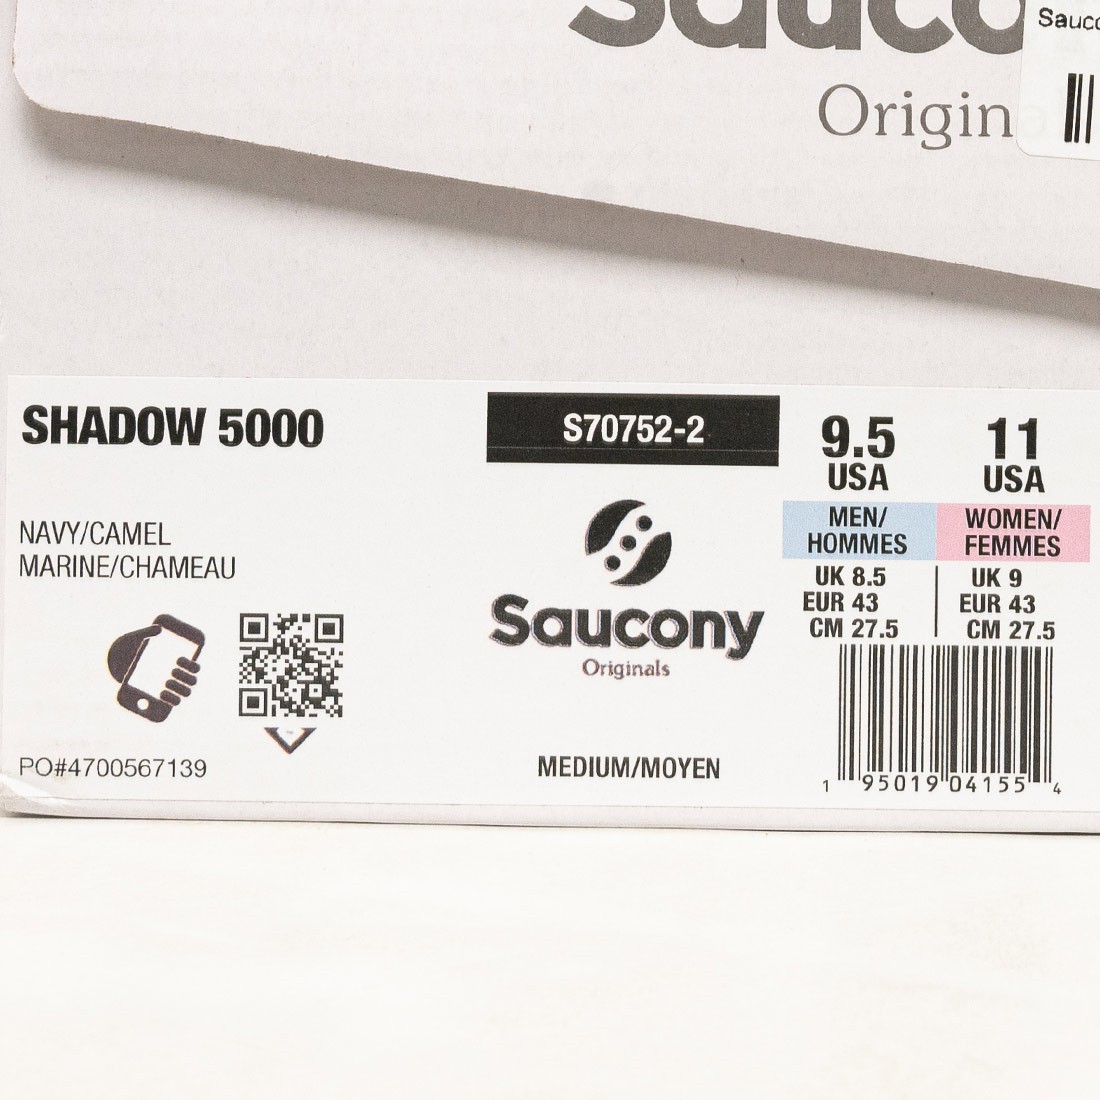 Sauco
Origin
Sauco
SHADOW 5000
S70752-2
9.5
USA
11
USA
MEN/
HOMMES
WOMEN/
FEMMES
NAVY/CAMEL
MARINE/CHAMEAU
UK 8.5
EUR 43
CM 27.5
UK 9
EUR 43
CM 27.5
Saucony
Originals
PO#4700567139
MEDIUM/MOYEN
1 95019 04155 4